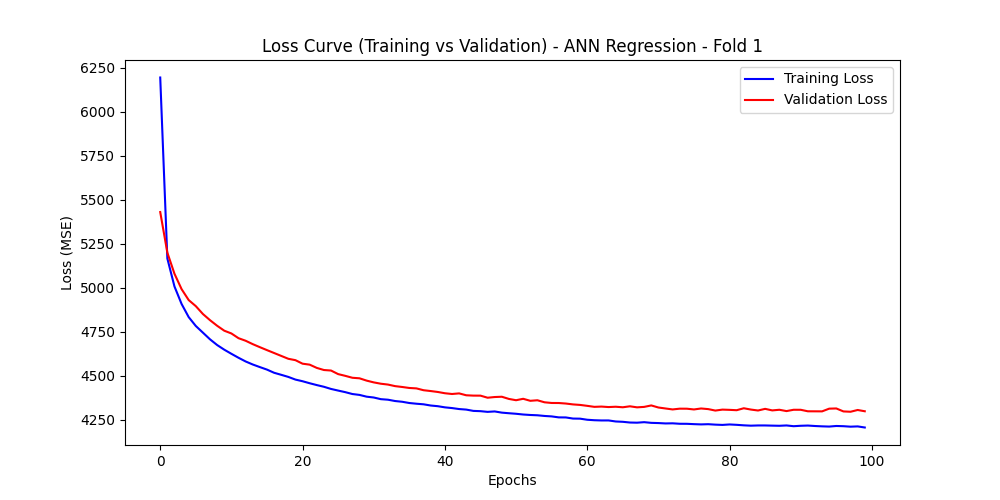 Loss Curve (Training vs Validation) - ANN Regression - Fold 1
Training Loss
Validation Loss
Loss (MSE)
6250
6000
5750
5500
5250
5000
4750
4500
4250
0 20 40 60 80 100
Epochs